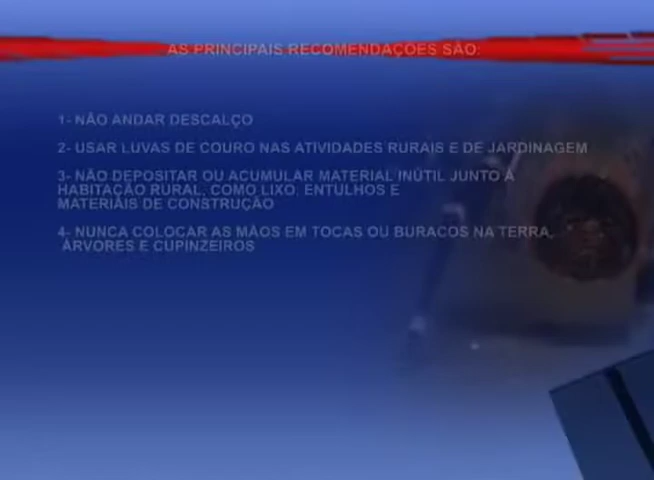 AS PRINCIPAIS RECOMENDAÇÕES SÃO:
1- NÃO ANDAR DESCALÇO
2- USAR LUVAS DE COURO NAS ATIVIDADES RURAIS E DE JARDINAGEM
3- NÃO DEPOSITAR OU ACUMULAR MATERIAL INÚTIL JUNTO À
HABITAÇÃO RURAL, COMO LIXO, ENTULHOS E
MATERIAIS DE CONSTRUÇÃO
4- NUNCA COLOCAR AS MÃOS EM TOCAS OU BURACOS NA TERRA,
ÁRVORES E CUPINZEIROS